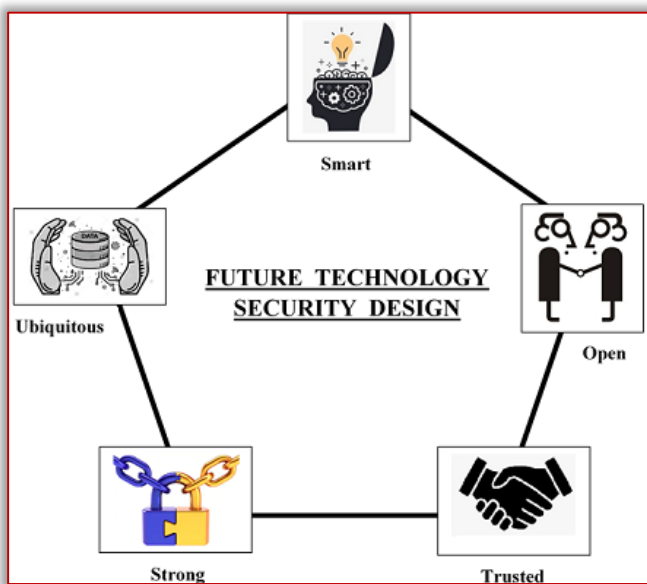 Smart
DATA
FUTURE TECHNOLOGY
SECURITY DESIGN
Ubiquitous
Open
Strong
Trusted